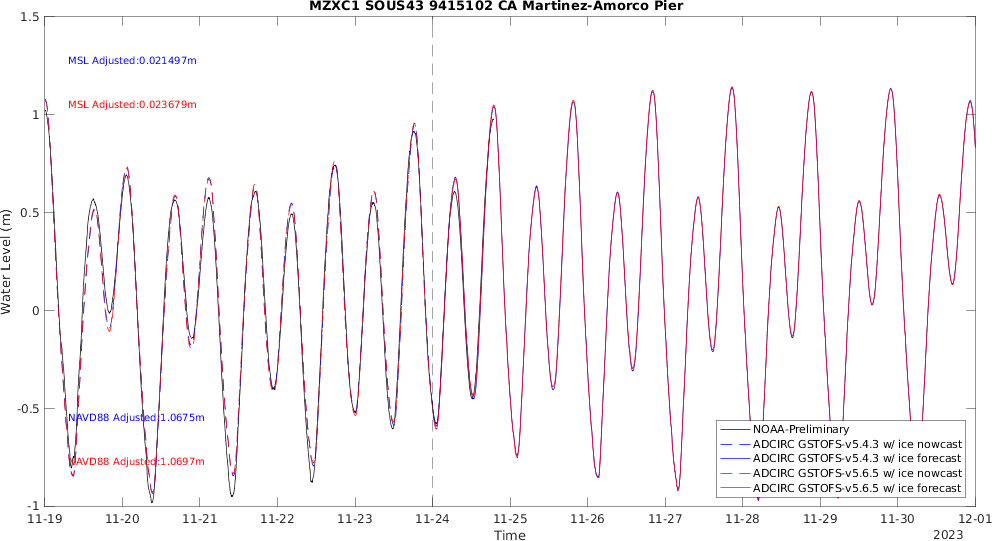 MZXC1 SOUS43 9415102 CA Martinez-Amorco Pier
1.5
1
0.5
0
-0.5
-1
Water Level (m)
MSL Adjusted:0.021497m
MSL Adjusted:0.023679m
NAVD88 Adjusted:1.0675m
NAVD88 Adjusted:1.0697m
NOAA-Preliminary
ADCIRC GSTOFS-v5.4.3 w/ ice nowcast
ADCIRC GSTOFS-v5.4.3 w/ ice forecast
ADCIRC GSTOFS-v5.6.5 w/ ice nowcast
ADCIRC GSTOFS-v5.6.5 w/ ice forecast
11-19 11-20 11-21 11-22 11-23 11-24 11-25 11-26 11-27 11-28 11-29 11-30 12-01
Time
2023